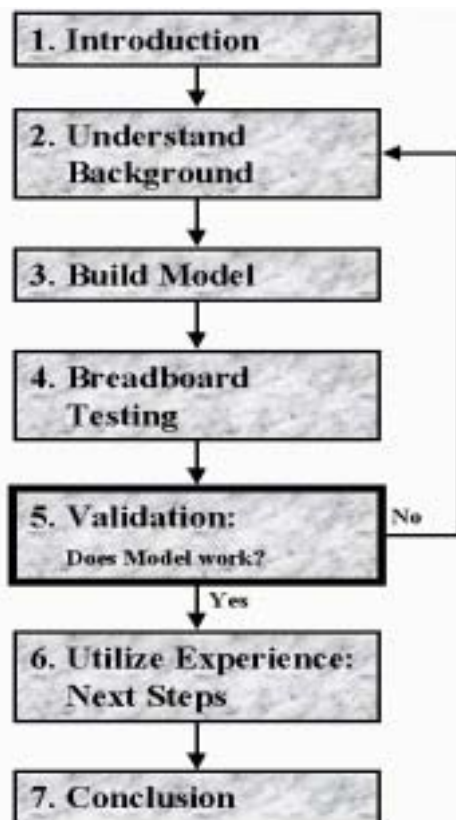 1. Introduction
2. Understand
Background
3. Build Model
4. Breadboard
Testing
5. Validation:
Does Model work?
No
Yes
6. Utilize Experience:
Next Steps
7. Conclusion